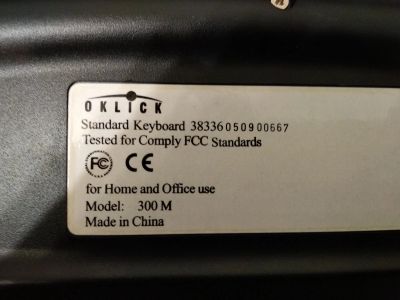 OKLICK
Standard Keyboard 38336050900667
Tested for Comply FCC Standards
FC CE
for Home and Office use
Model: 300 M
Made in China